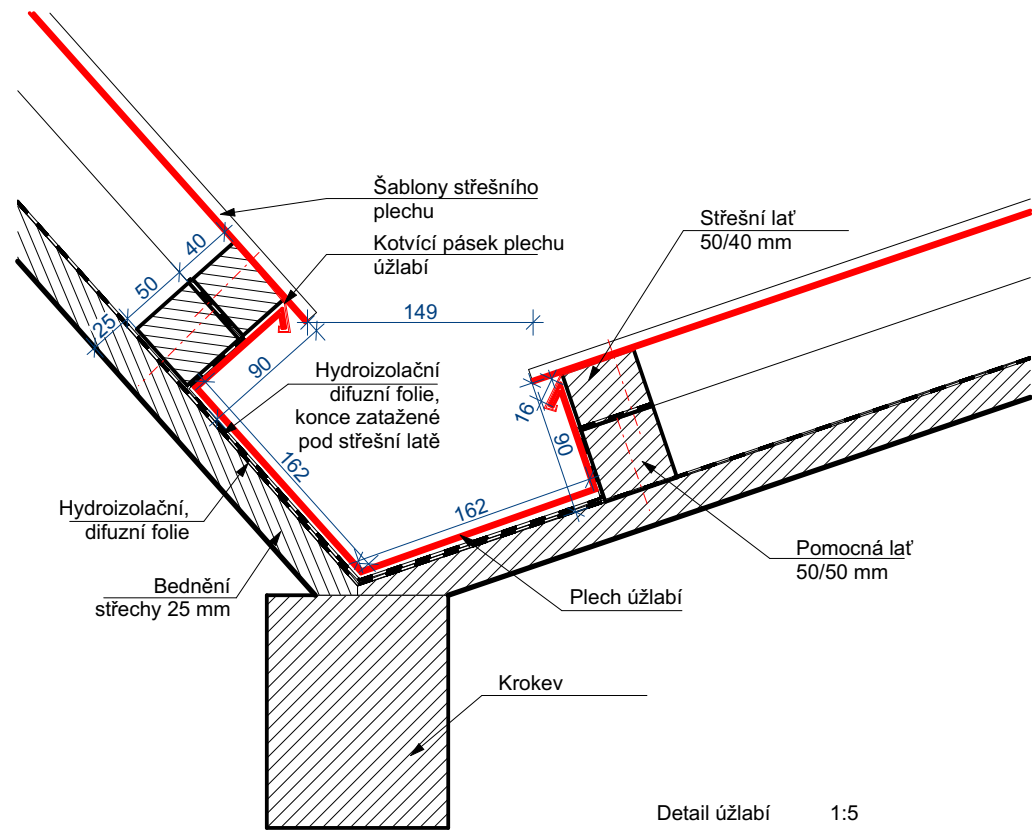 Šablony střešního
plechu
Kotvící pásek plechu
úžlabí
Střešní lať
50/40 mm
40
50
25
149
90
Hydroizolační
difuzní folie,
konce zatažené
pod střešní latě
16
90
162
162
Hydroizolační,
difuzní folie
Bednění
střechy 25 mm
Plech úžlabí
Pomocná lať
50/50 mm
Krokev
Detail úžlabí 1:5